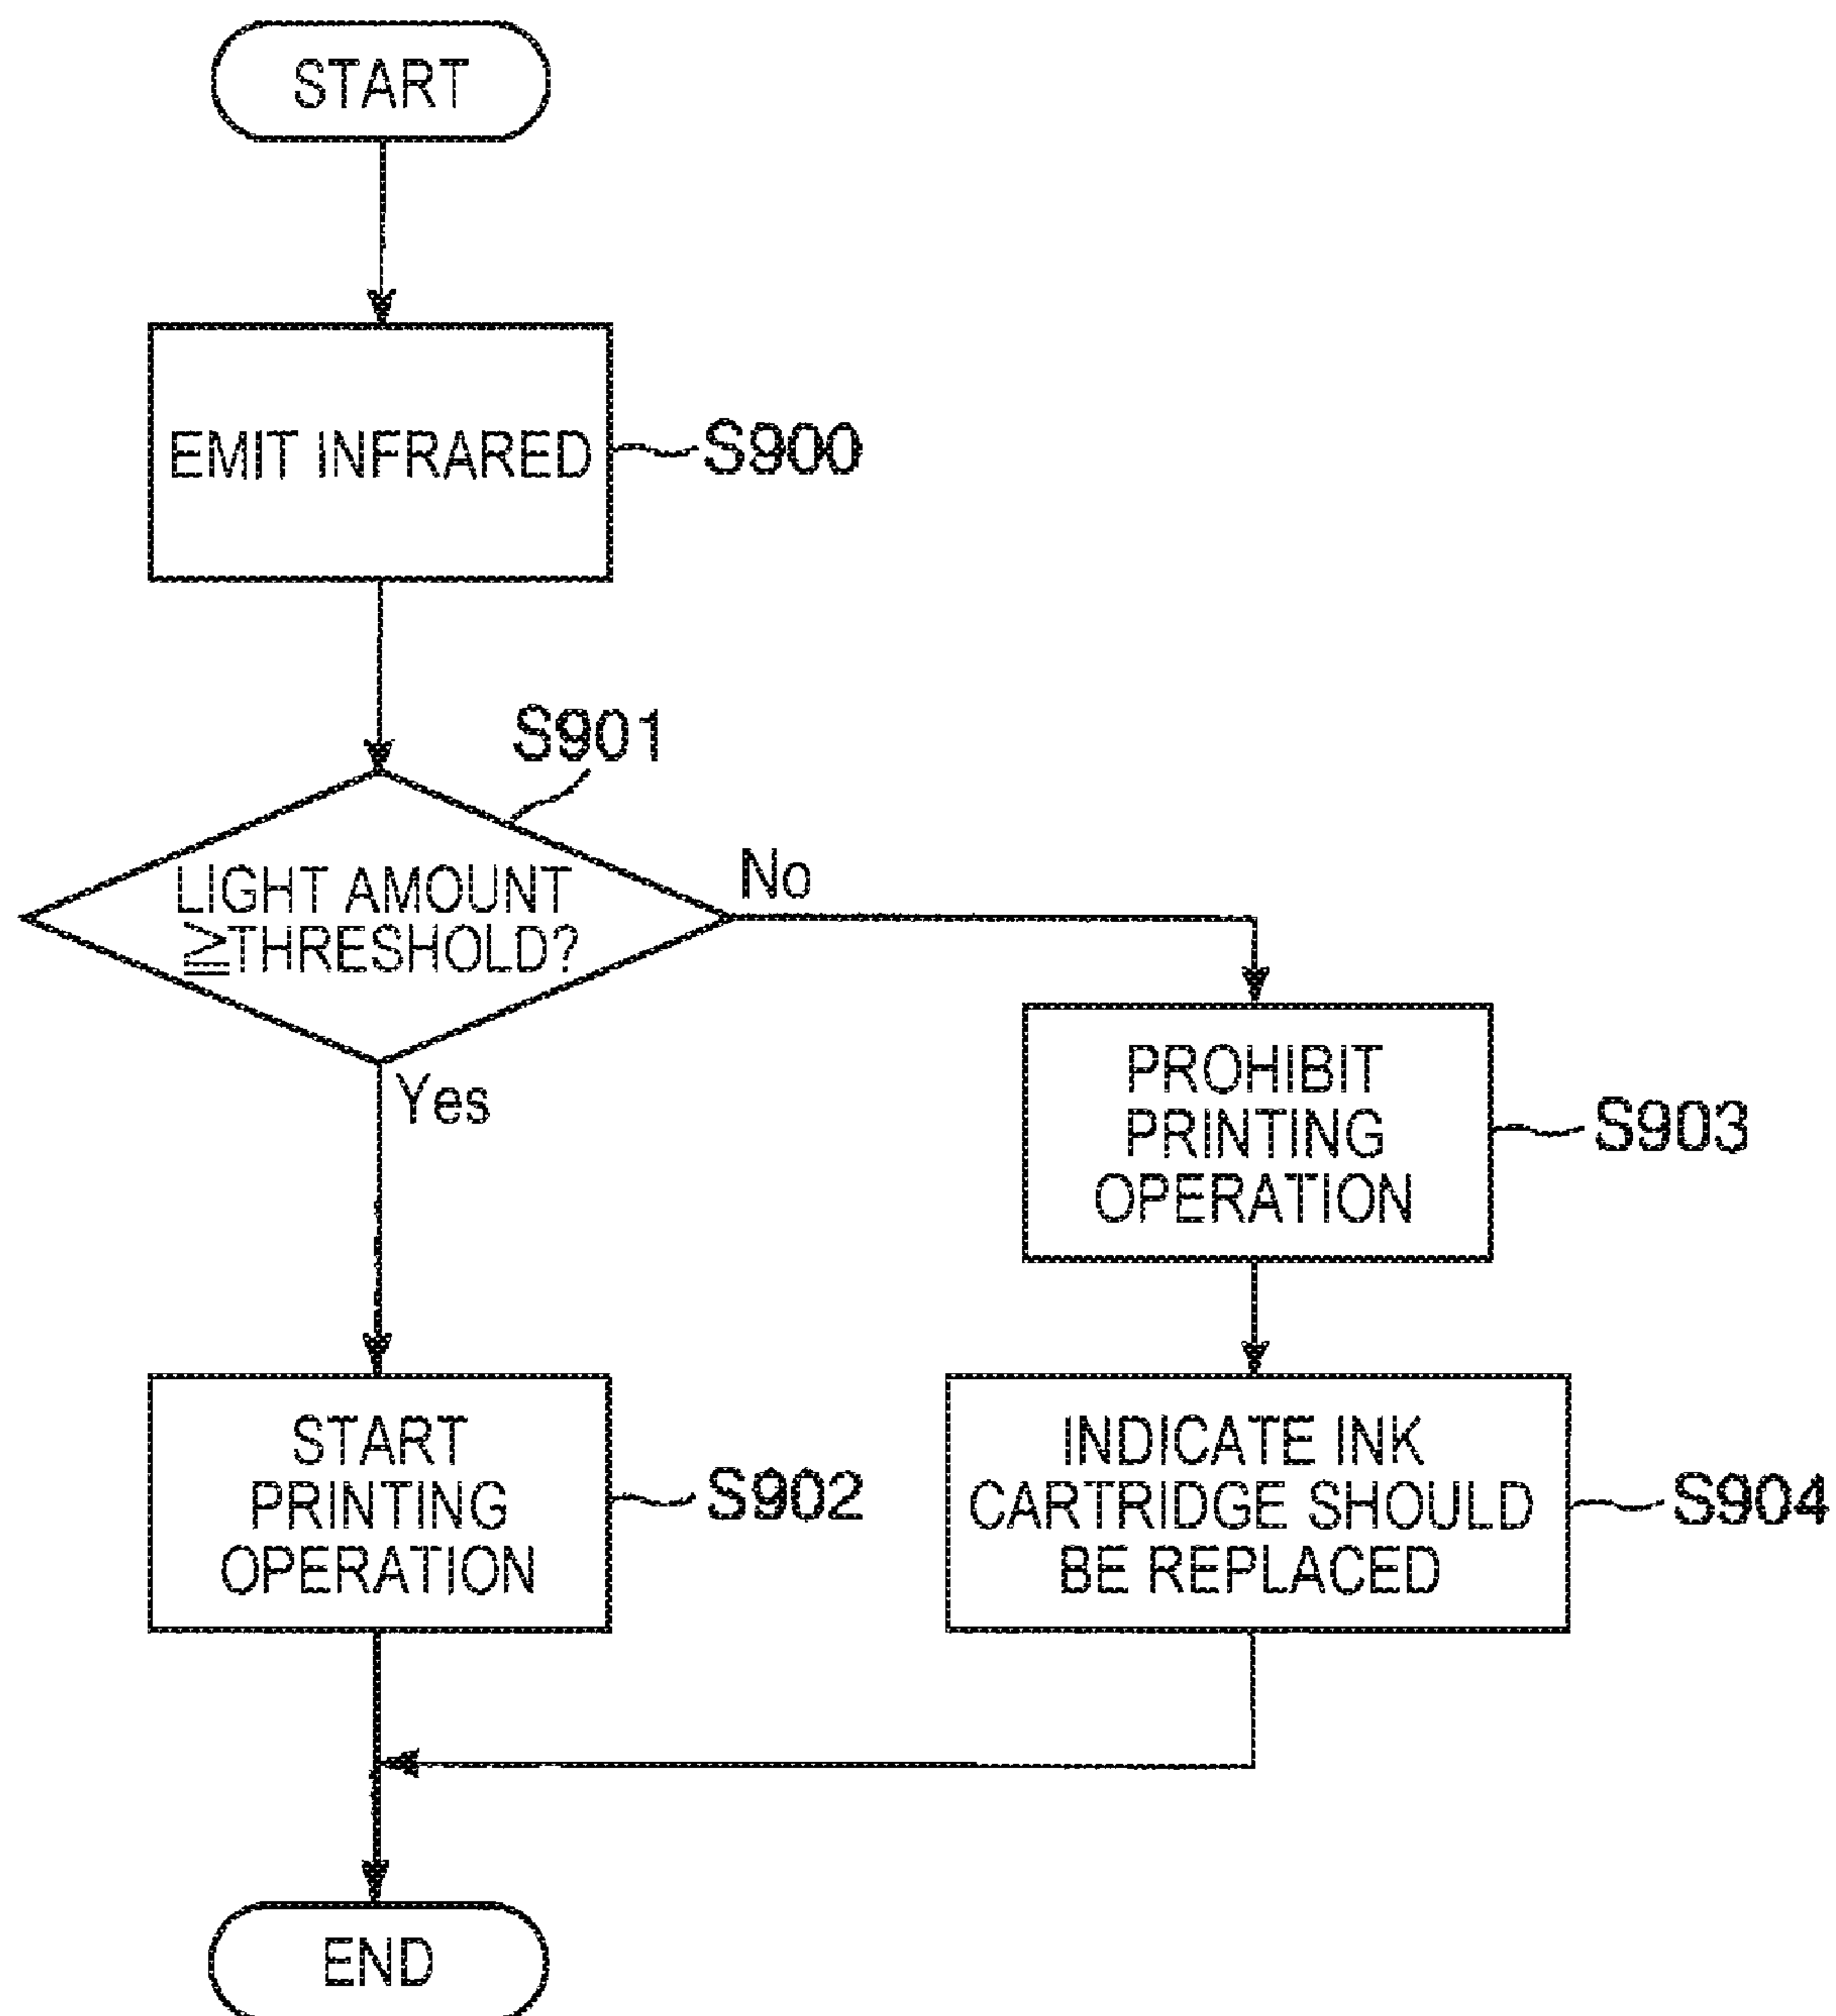 START
EMIT INFRARED
S900
S901
LIGHT AMOUNT
≧THRESHOLD?
No
Yes
PROHIBIT
PRINTING
OPERATION
S903
START
PRINTING
OPERATION
S902
INDICATE INK
CARTRIDGE SHOULD
BE REPLACED
S904
END